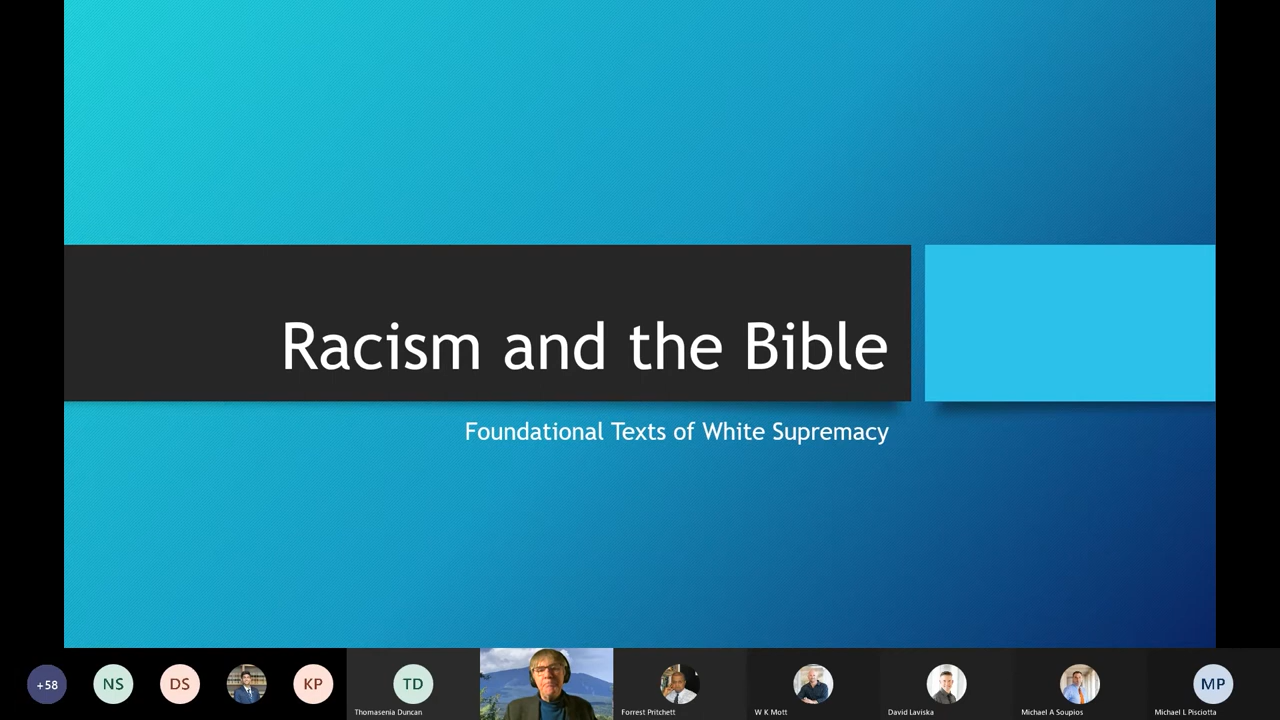 Racism and the Bible
Foundational Texts of White Supremacy
+58
NS
DS
KP
TD
Thomasenia Duncan
Forrest Pritchett
W K Mott
David Laviska
Michael A Soupios
MP
Michael L Pisciotta